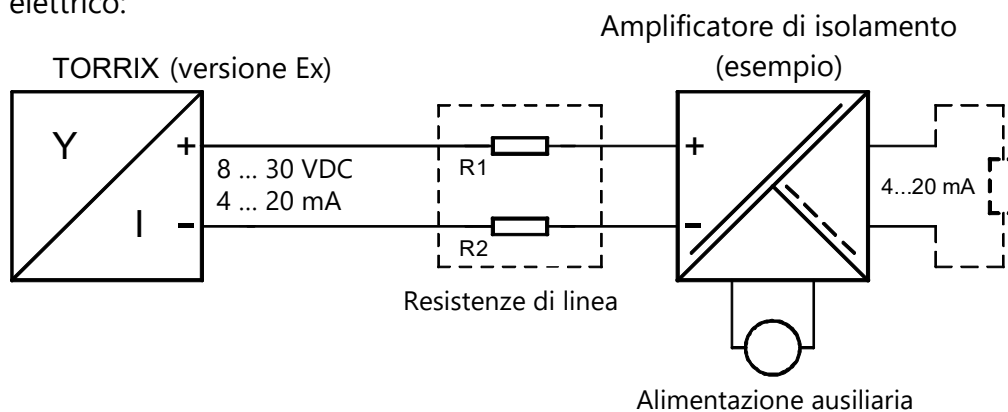 elettrico:
Amplificatore di isolamento
(esempio)
TORRIX (versione Ex)
Y
I
+
-
8 ... 30 VDC
4 ... 20 mA
R1
R2
Resistenze di linea
+
-
4...20 mA
Alimentazione ausiliaria